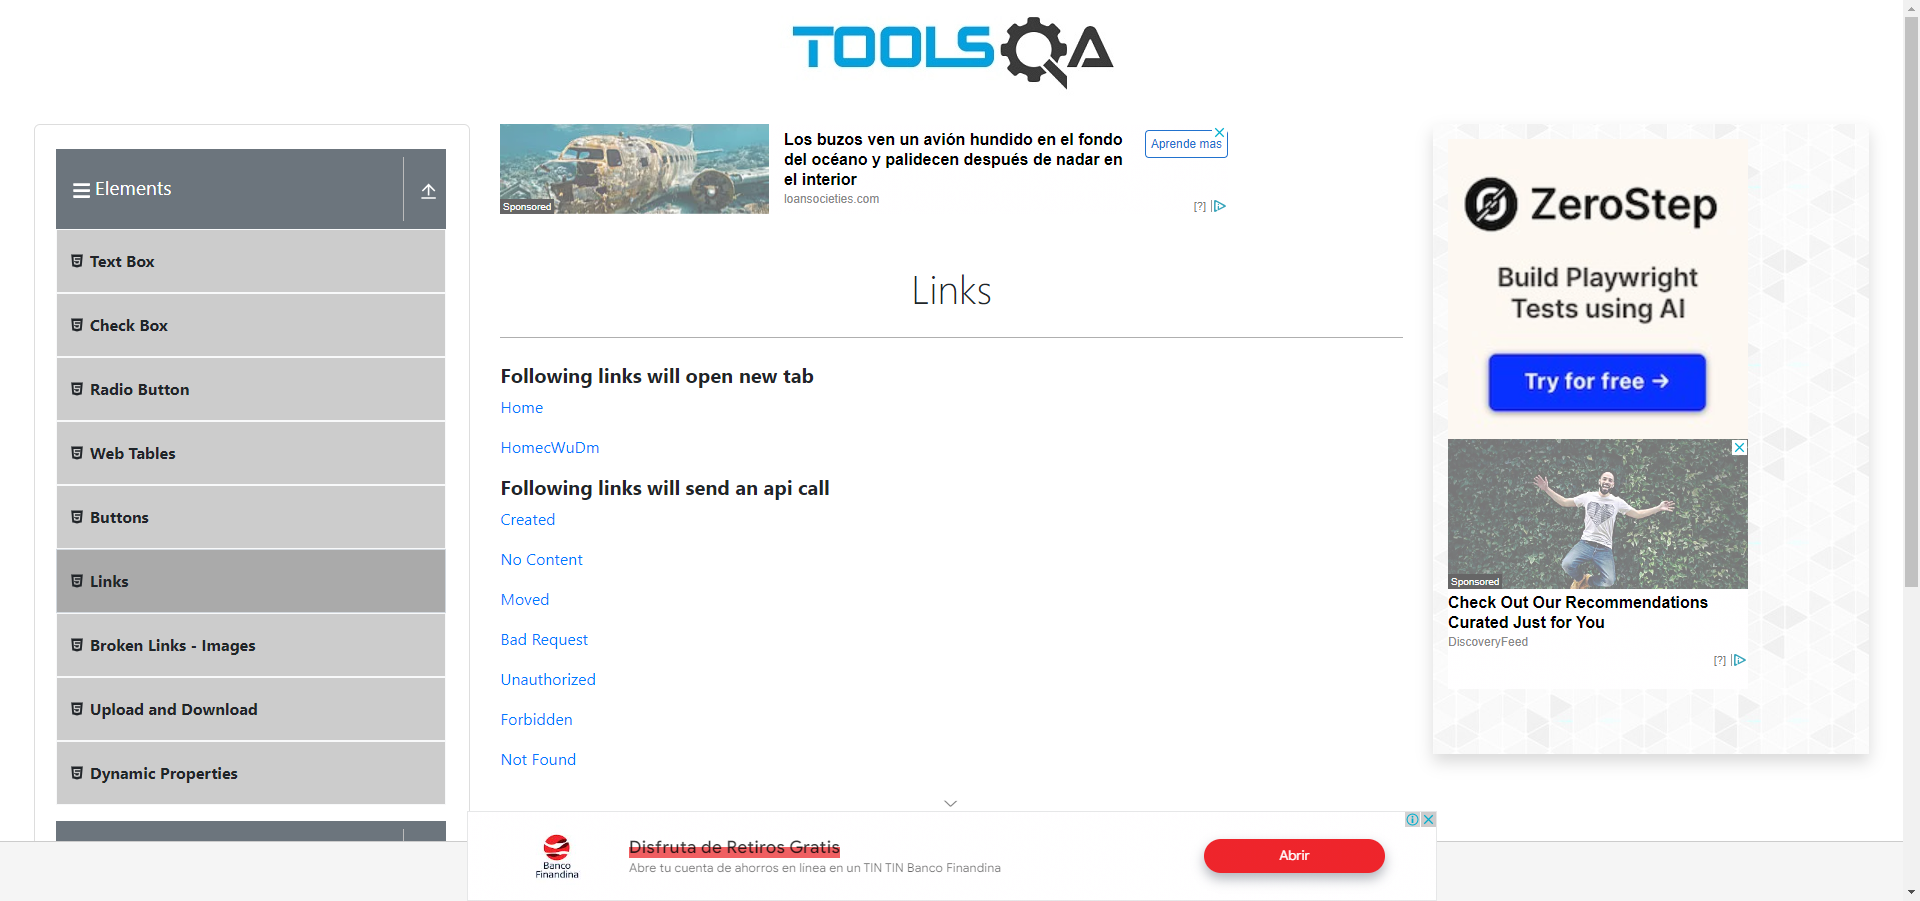 TOOLSQA
Elements
Text Box
Check Box
Radio Button
Web Tables
Buttons
Links
Broken Links - Images
Upload and Download
Dynamic Properties
Sponsored
Los buzos ven un avión hundido en el fondo
del océano y palidecen después de nadar en
el interior
loansocieties.com
Aprende mas
[?]
Links
Following links will open new tab
Home
HomecWuDm
Following links will send an api call
Created
No Content
Moved
Bad Request
Unauthorized
Forbidden
Not Found
ZeroStep
Build Playwright
Tests using AI
Try for free →
Sponsored
Check Out Our Recommendations
Curated Just for You
DiscoveryFeed
[?]
Banco
Finandina
Disfruta de Retiros Gratis
Abre tu cuenta de ahorros en línea en un TIN TIN Banco Finandina
Abrir